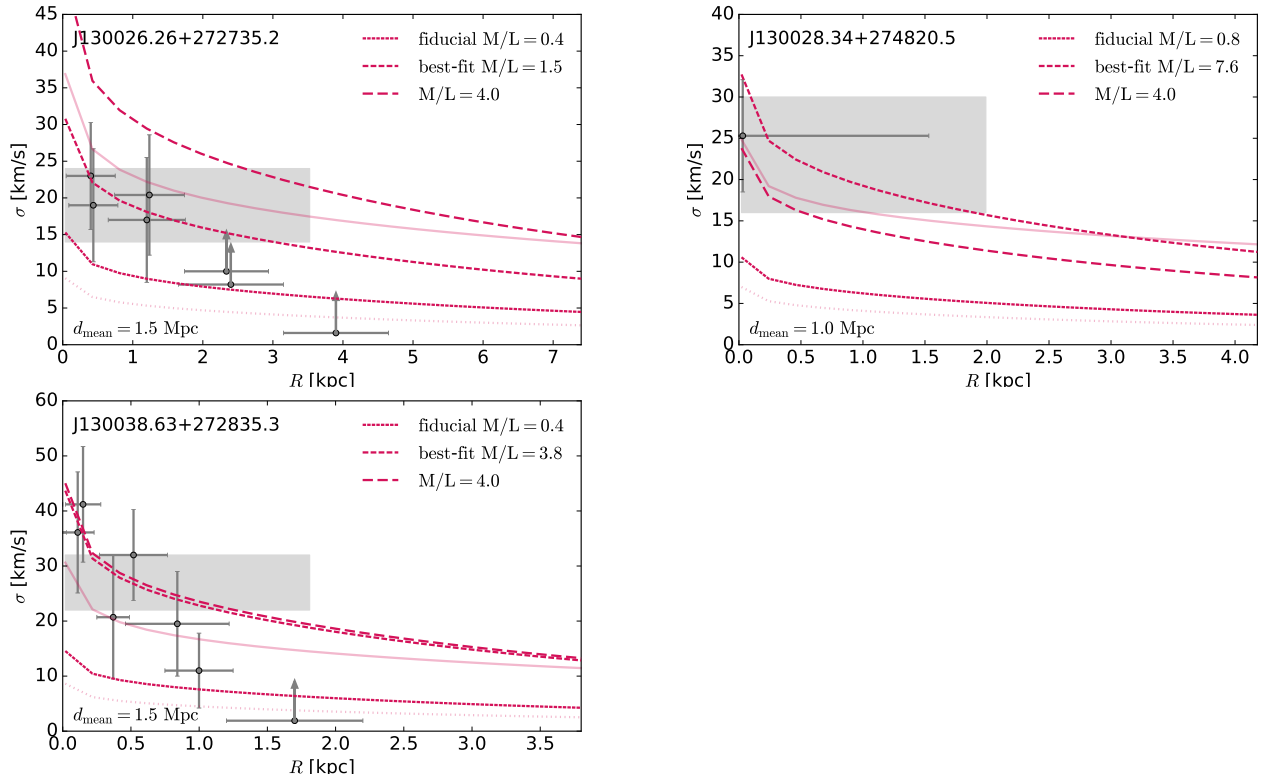 J130026.26+272735.2
fiducial M/L = 0.4
best-fit M/L = 1.5
M/L = 4.0
d_mean = 1.5 Mpc
σ [km/s]
45
40
35
30
25
20
15
10
5
0
0 1 2 3 4 5 6 7
R [kpc]
J130028.34+274820.5
fiducial M/L = 0.8
best-fit M/L = 7.6
M/L = 4.0
d_mean = 1.0 Mpc
σ [km/s]
40
35
30
25
20
15
10
5
0
0.0 0.5 1.0 1.5 2.0 2.5 3.0 3.5 4.0
R [kpc]
J130038.63+272835.3
fiducial M/L = 0.4
best-fit M/L = 3.8
M/L = 4.0
d_mean = 1.5 Mpc
σ [km/s]
60
50
40
30
20
10
0
0.0 0.5 1.0 1.5 2.0 2.5 3.0 3.5
R [kpc]